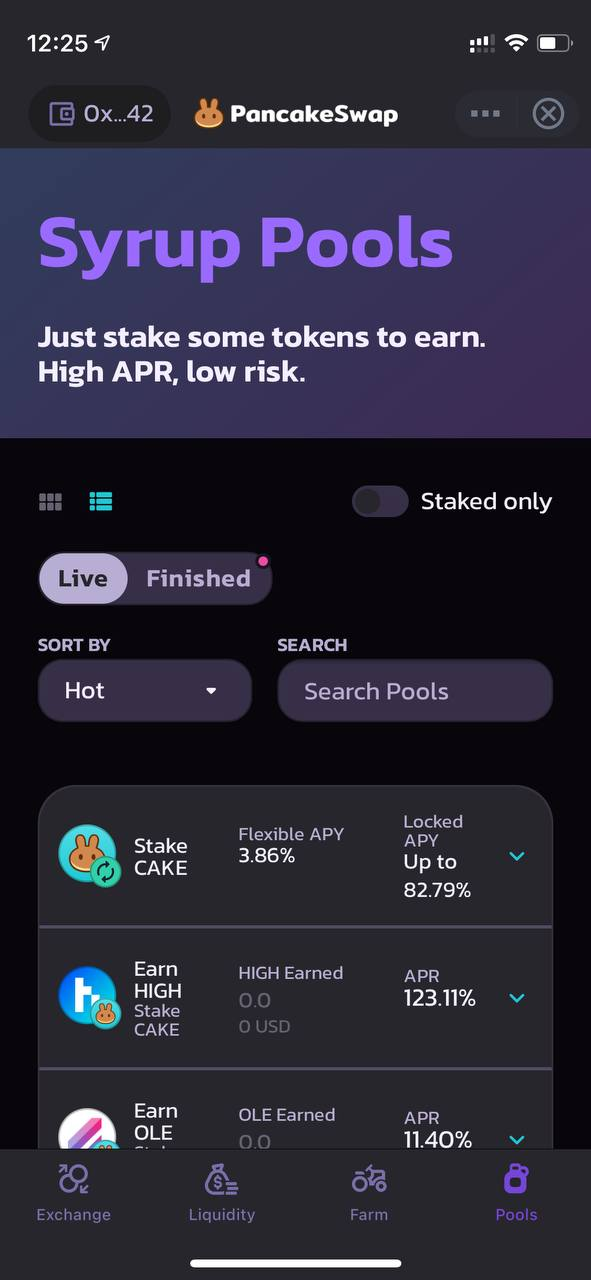 12:25
0x...42
PancakeSwap
Syrup Pools
Just stake some tokens to earn.
High APR, low risk.
Staked only
Live
Finished
SORT BY
SEARCH
Hot
Search Pools
Stake
CAKE
Flexible APY
3.86%
Locked
APY
Up to
82.79%
Earn
HIGH
Stake
CAKE
HIGH Earned
0.0
0 USD
APR
123.11%
Earn
OLE
OLE Earned
0.0
APR
11.40%
Exchange
Liquidity
Farm
Pools